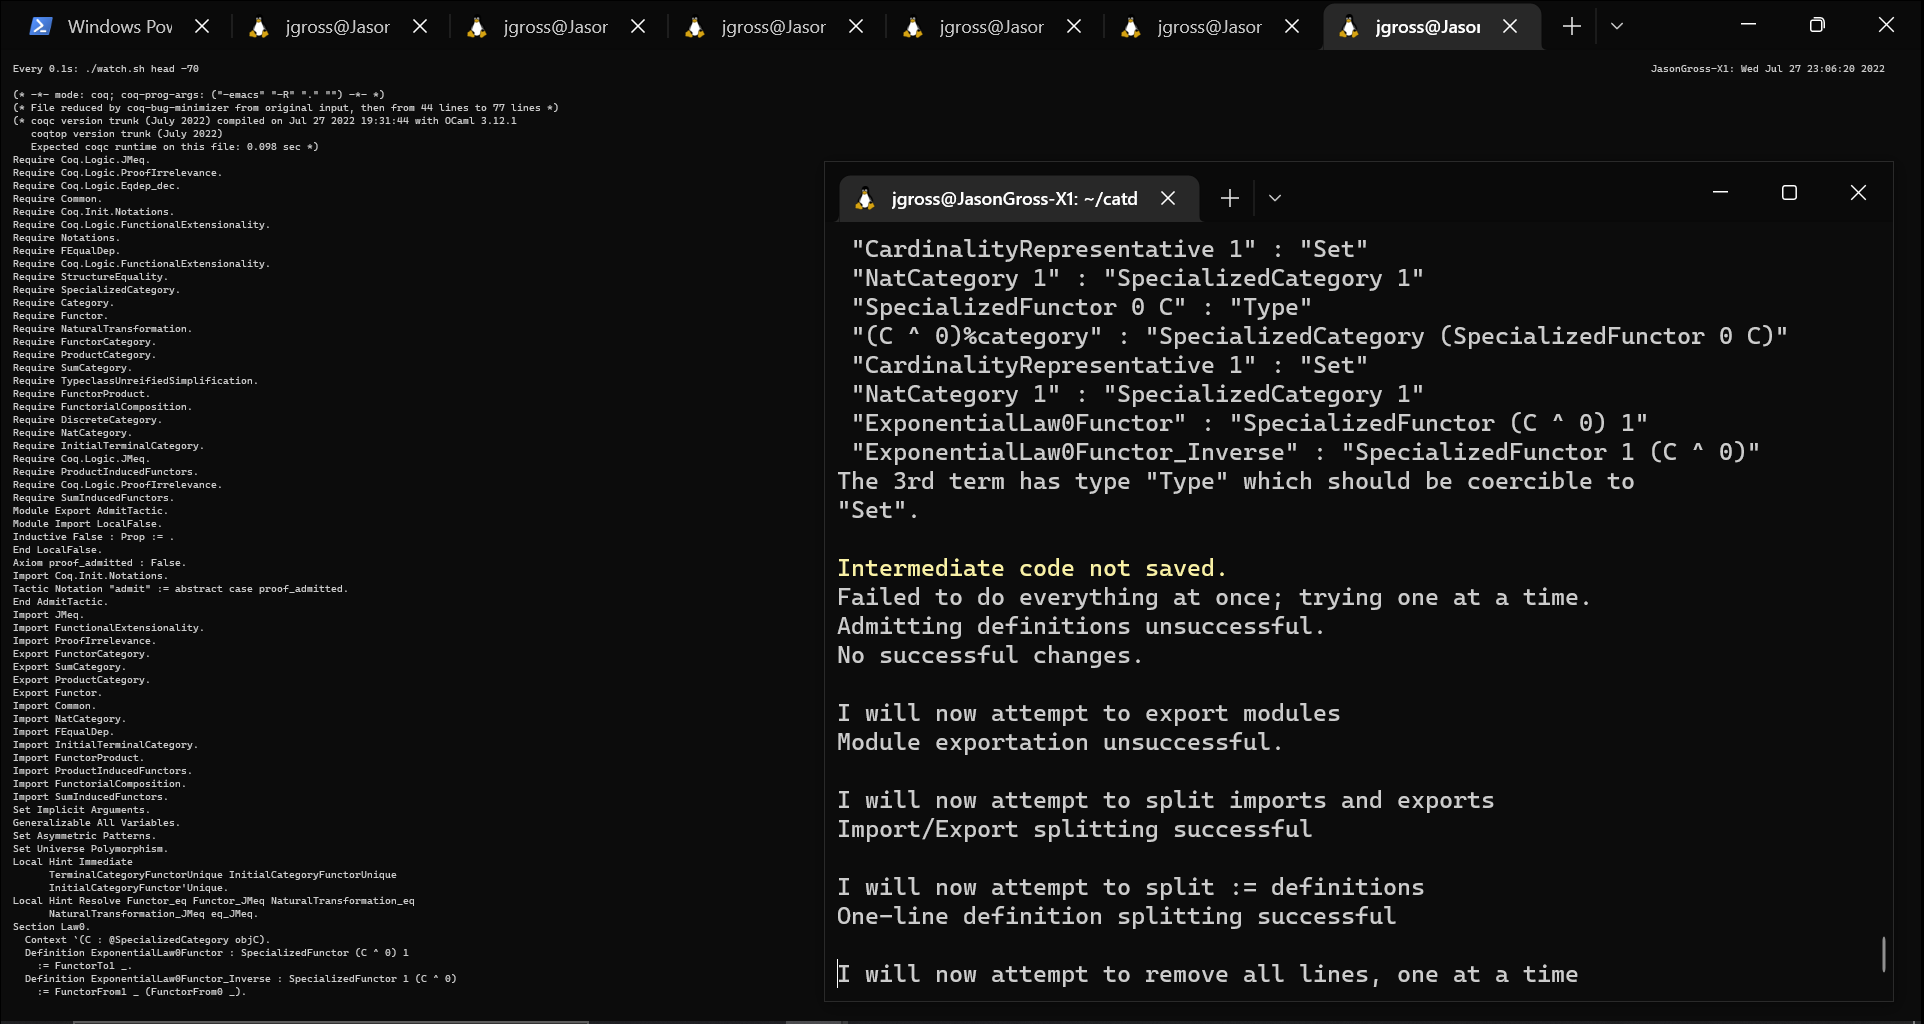 Windows Pow
jgross@Jason
jgross@Jason
jgross@Jason
jgross@Jason
jgross@Jason
jgross@Jason
Every 0.1s: ./watch.sh head -70
JasonGross-X1: Wed Jul 27 23:06:20 2022
(* -*- mode: coq; coq-prog-args: ("-emacs" "-R" "." "") -*- *)
(* File reduced by coq-bug-minimizer from original input, then from 44 lines to 77 lines *)
(* coqc version trunk (July 2022) compiled on Jul 27 2022 19:31:44 with OCaml 3.12.1
coqtop version trunk (July 2022)
Expected coqc runtime on this file: 0.098 sec *)
Require Coq.Logic.JMeq.
Require Coq.Logic.ProofIrrelevance.
Require Coq.Logic.Eqdep_dec.
Require Common.
Require Coq.Init.Notations.
Require Coq.Logic.FunctionalExtensionality.
Require Notations.
Require FEqualDep.
Require Coq.Logic.FunctionalExtensionality.
Require StructureEquality.
Require SpecializedCategory.
Require Category.
Require Functor.
Require NaturalTransformation.
Require FunctorCategory.
Require ProductCategory.
Require SumCategory.
Require TypeclassUnreifiedSimplification.
Require FunctorProduct.
Require FunctorialComposition.
Require DiscreteCategory.
Require NatCategory.
Require InitialTerminalCategory.
Require Coq.Logic.JMeq.
Require ProductInducedFunctors.
Require Coq.Logic.ProofIrrelevance.
Require SumInducedFunctors.
Module Export AdmitTactic.
Module Import LocalFalse.
Inductive False : Prop := .
End LocalFalse.
Axiom proof_admitted : False.
Import Coq.Init.Notations.
Tactic Notation "admit" := abstract case proof_admitted.
End AdmitTactic.
Import JMeq.
Import FunctionalExtensionality.
Import ProofIrrelevance.
Export FunctorCategory.
Export SumCategory.
Export ProductCategory.
Export Functor.
Import Common.
Import NatCategory.
Import FEqualDep.
Import InitialTerminalCategory.
Import FunctorProduct.
Import ProductInducedFunctors.
Import FunctorialComposition.
Import SumInducedFunctors.
Set Implicit Arguments.
Generalizable All Variables.
Set Asymmetric Patterns.
Set Universe Polymorphism.
Local Hint Immediate
TerminalCategoryFunctorUnique InitialCategoryFunctorUnique
InitialCategoryFunctor'Unique.
Local Hint Resolve Functor_eq Functor_JMeq NaturalTransformation_eq
NaturalTransformation_JMeq eq_JMeq.
Section Law0.
Context `(C : @SpecializedCategory objC).
Definition ExponentialLaw0Functor : SpecializedFunctor (C ^ 0) 1
:= FunctorTo1 _.
Definition ExponentialLaw0Functor_Inverse : SpecializedFunctor 1 (C ^ 0)
:= FunctorFrom1 _ (FunctorFrom0 _).
jgross@JasonGross-X1: ~/catd
"CardinalityRepresentative 1" : "Set"
"NatCategory 1" : "SpecializedCategory 1"
"SpecializedFunctor 0 C" : "Type"
"(C ^ 0)%category" : "SpecializedCategory (SpecializedFunctor 0 C)"
"CardinalityRepresentative 1" : "Set"
"NatCategory 1" : "SpecializedCategory 1"
"ExponentialLaw0Functor" : "SpecializedFunctor (C ^ 0) 1"
"ExponentialLaw0Functor_Inverse" : "SpecializedFunctor 1 (C ^ 0)"
The 3rd term has type "Type" which should be coercible to
"Set".
Intermediate code not saved.
Failed to do everything at once; trying one at a time.
Admitting definitions unsuccessful.
No successful changes.
I will now attempt to export modules
Module exportation unsuccessful.
I will now attempt to split imports and exports
Import/Export splitting successful
I will now attempt to split := definitions
One-line definition splitting successful
I will now attempt to remove all lines, one at a time